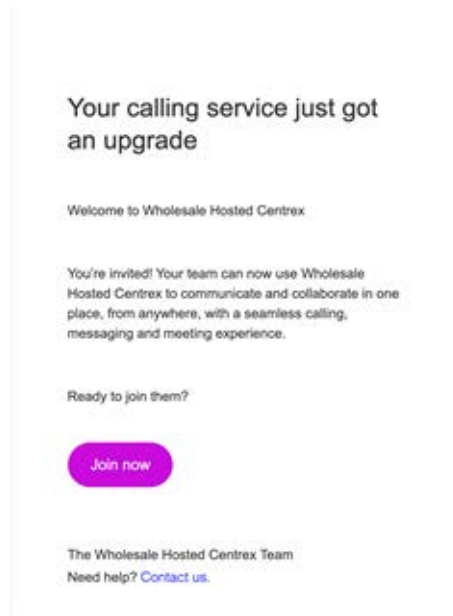 Your calling service just got
an upgrade
Welcome to Wholesale Hosted Centrex
You're invited! Your team can now use Wholesale
Hosted Centrex to communicate and collaborate in one
place, from anywhere, with a seamless calling,
messaging and meeting experience.
Ready to join them?
Join now
The Wholesale Hosted Centrex Team
Need help? Contact us.